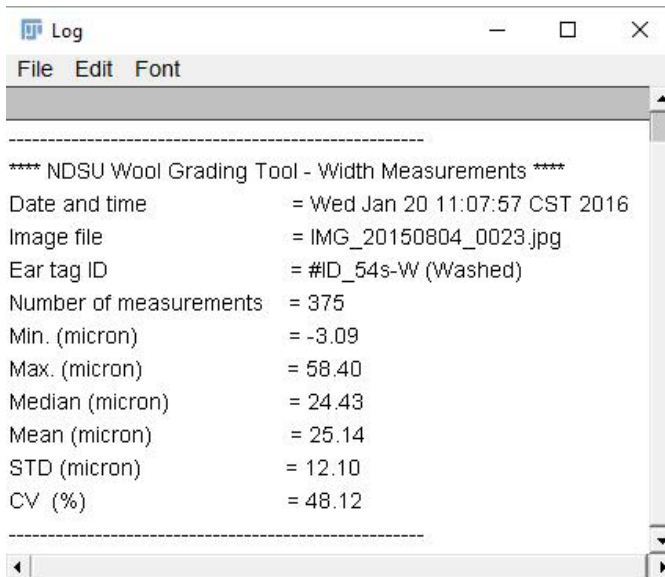 Log
File Edit Font
-----------------------------------------------------
**** NDSU Wool Grading Tool - Width Measurements ****
Date and time = Wed Jan 20 11:07:57 CST 2016
Image file = IMG_20150804_0023.jpg
Ear tag ID = #ID_54s-W (Washed)
Number of measurements = 375
Min. (micron) = -3.09
Max. (micron) = 58.40
Median (micron) = 24.43
Mean (micron) = 25.14
STD (micron) = 12.10
CV (%) = 48.12
-----------------------------------------------------